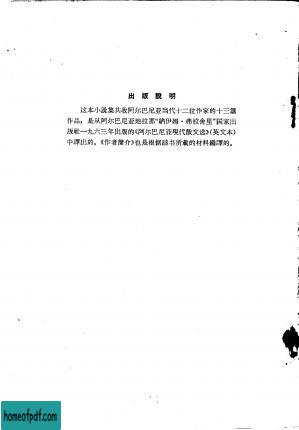 出版說明
这本小說集共收阿尔巴尼亚当代十二位作家的十三篇
作品，是从阿尔巴尼亚地拉那“納伊姆·弗拉舍里”国家出
版社一九六三年出版的《阿尔巴尼亚現代散文选》（英文本）
中譯出的。《作者簡介》也是根据該书所載的材料編譯的。
homeofpdf.com